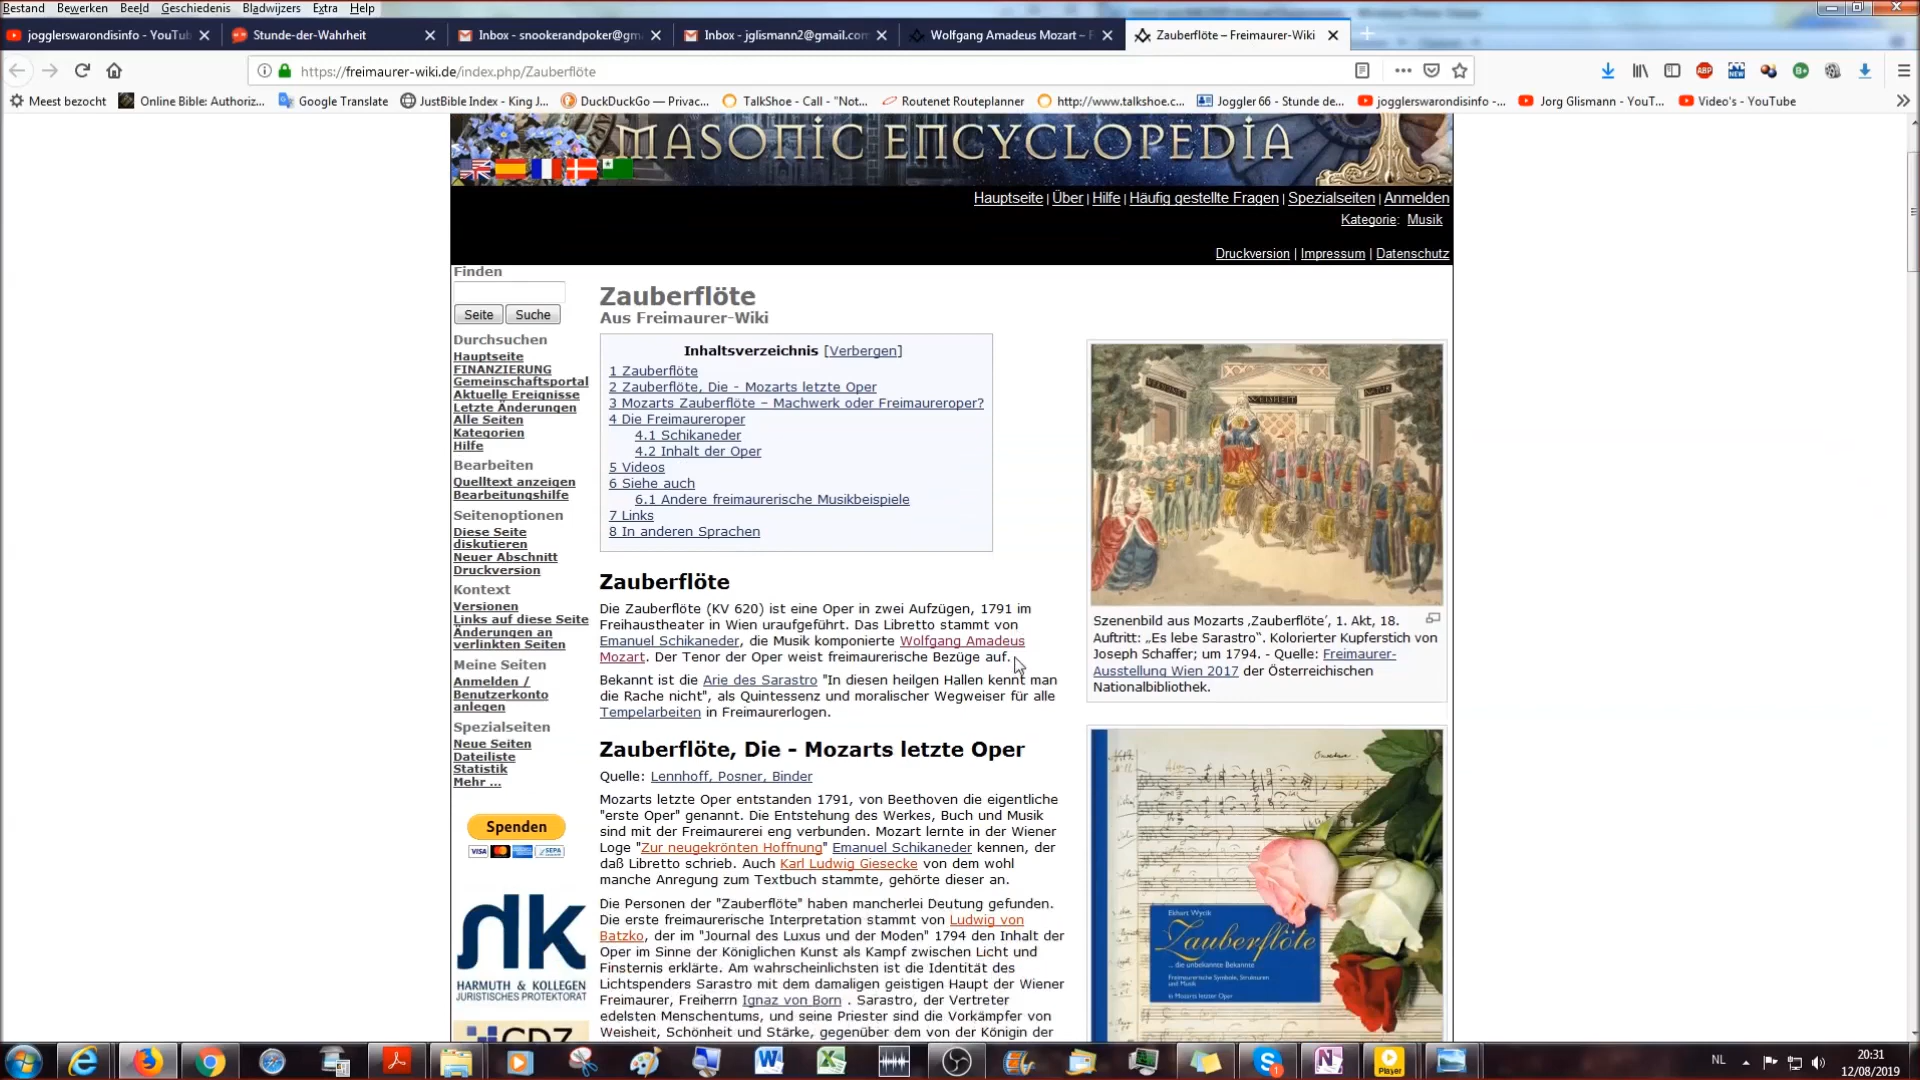 Bestand Bewerken Beeld Geschiedenis Bladwijzers Extra Help
jogglerswarondisinfo - YouTub
Stunde-der-Wahrheit
Inbox - snookerandpoker@gm
Inbox - jglismann2@gmail.com
Wolfgang Amadeus Mozart – F
Zauberflöte – Freimaurer-Wiki
https://freimaurer-wiki.de/index.php/Zauberflöte
Meest bezocht
Online Bible: Authoriz...
Google Translate
JustBible Index - King J...
DuckDuckGo — Privac...
TalkShoe - Call - "Not...
Routenet Routeplanner
http://www.talkshoe.c...
Joggler 66 - Stunde de...
jogglerswarondisinfo -...
Jorg Glismann - YouT...
Video's - YouTube
MASONIC ENCYCLOPEDIA
Hauptseite | Über | Hilfe | Häufig gestellte Fragen | Spezialseiten | Anmelden
Kategorie: Musik
Druckversion | Impressum | Datenschutz
Finden
Seite Suche
Durchsuchen
Hauptseite
FINANZIERUNG
Gemeinschaftsportal
Aktuelle Ereignisse
Letzte Änderungen
Alle Seiten
Kategorien
Hilfe
Bearbeiten
Quelltext anzeigen
Bearbeitungshilfe
Seitenoptionen
Diese Seite
diskutieren
Neuer Abschnitt
Druckversion
Kontext
Versionen
Links auf diese Seite
Änderungen an
verlinkten Seiten
Meine Seiten
Anmelden /
Benutzerkonto
anlegen
Spezialseiten
Neue Seiten
Dateiliste
Statistik
Mehr ...
Spenden
VISA
SEPA
HARMUTH & KOLLEGEN
JURISTISCHES PROTEKTORAT
Zauberflöte
Aus Freimaurer-Wiki
Inhaltsverzeichnis [Verbergen]
1 Zauberflöte
2 Zauberflöte, Die - Mozarts letzte Oper
3 Mozarts Zauberflöte – Machwerk oder Freimaureroper?
4 Die Freimaureroper
4.1 Schikaneder
4.2 Inhalt der Oper
5 Videos
6 Siehe auch
6.1 Andere freimaurerische Musikbeispiele
7 Links
8 In anderen Sprachen
Zauberflöte
Die Zauberflöte (KV 620) ist eine Oper in zwei Aufzügen, 1791 im
Freihaustheater in Wien uraufgeführt. Das Libretto stammt von
Emanuel Schikaneder, die Musik komponierte Wolfgang Amadeus
Mozart. Der Tenor der Oper weist freimaurerische Bezüge auf.
Bekannt ist die Arie des Sarastro "In diesen heilgen Hallen kennt man
die Rache nicht", als Quintessenz und moralischer Wegweiser für alle
Tempelarbeiten in Freimaurerlogen.
Zauberflöte, Die - Mozarts letzte Oper
Quelle: Lennhoff, Posner, Binder
Mozarts letzte Oper entstanden 1791, von Beethoven die eigentliche
"erste Oper" genannt. Die Entstehung des Werkes, Buch und Musik
sind mit der Freimaurerei eng verbunden. Mozart lernte in der Wiener
Loge "Zur neugekrönten Hoffnung" Emanuel Schikaneder kennen, der
daß Libretto schrieb. Auch Karl Ludwig Giesecke von dem wohl
manche Anregung zum Textbuch stammte, gehörte dieser an.
Die Personen der "Zauberflöte" haben mancherlei Deutung gefunden.
Die erste freimaurerische Interpretation stammt von Ludwig von
Batzko, der im "Journal des Luxus und der Moden" 1794 den Inhalt der
Oper im Sinne der Königlichen Kunst als Kampf zwischen Licht und
Finsternis erklärte. Am wahrscheinlichsten ist die Identität des
Lichtspenders Sarastro mit dem damaligen geistigen Haupt der Wiener
Freimaurer, Freiherrn Ignaz von Born . Sarastro, der Vertreter
edelsten Menschentums, und seine Priester sind die Vorkämpfer von
Weisheit, Schönheit und Stärke, gegenüber dem von der Königin der
WEISHEIT
Szenenbild aus Mozarts ‚Zauberflöte’, 1. Akt, 18.
Auftritt: „Es lebe Sarastro“. Kolorierter Kupferstich von
Joseph Schaffer; um 1794. - Quelle: Freimaurer-
Ausstellung Wien 2017 der Österreichischen
Nationalbibliothek.
Ekhart Wycik
Zauberflöte
... die unbekannte Bekannte
Freimaurerische Symbole, Strukturen
und Musik
in Mozarts letzter Oper
NL
20:31
12/08/2019